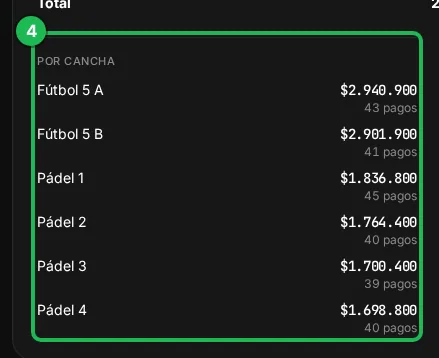 Total 2
4
POR CANCHA
Fútbol 5 A $2.940.900
43 pagos
Fútbol 5 B $2.901.900
41 pagos
Pádel 1 $1.836.800
45 pagos
Pádel 2 $1.764.400
40 pagos
Pádel 3 $1.700.400
39 pagos
Pádel 4 $1.698.800
40 pagos